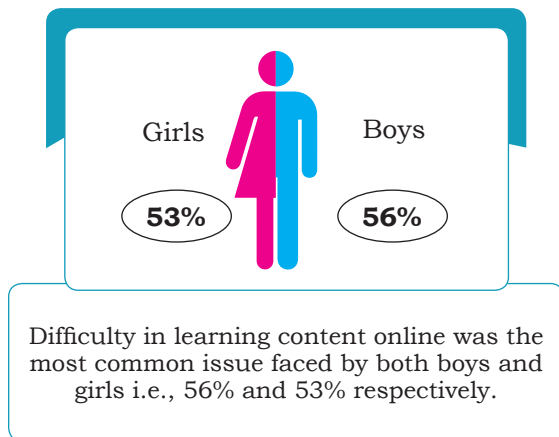 Girls
Boys
53%
56%
Difficulty in learning content online was the
most common issue faced by both boys and
girls i.e., 56% and 53% respectively.